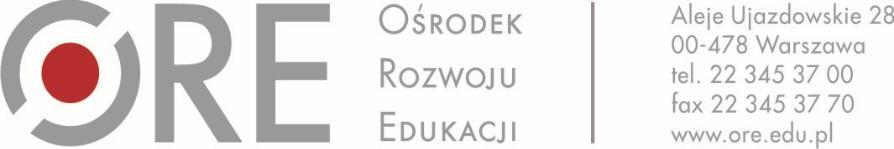 ORE
Ośrodek
Rozwoju
Edukacji
Aleje Ujazdowskie 28
00-478 Warszawa
tel. 22 345 37 00
fax 22 345 37 70
www.ore.edu.pl